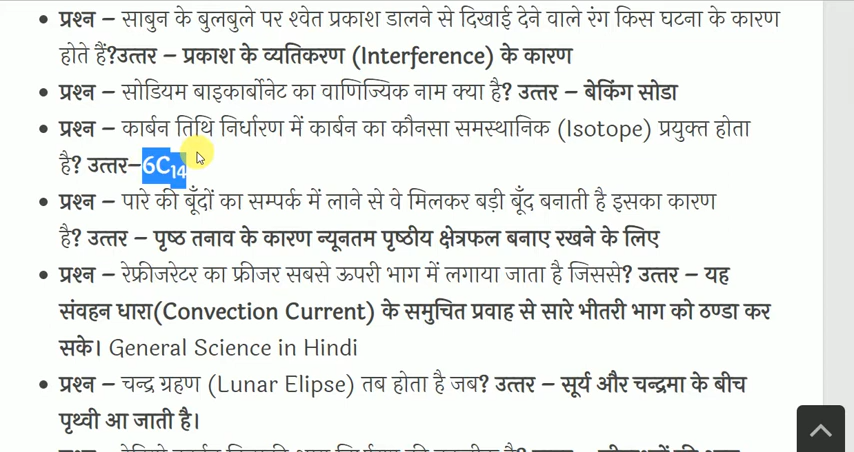 प्रश्न – साबुन के बुलबुले पर श्वेत प्रकाश डालने से दिखाई देने वाले रंग किस घटना के कारण
होते हैं?उत्तर – प्रकाश के व्यतिकरण (Interference) के कारण
प्रश्न – सोडियम बाइकार्बोनेट का वाणिज्यिक नाम क्या है? उत्तर – बेकिंग सोडा
प्रश्न – कार्बन तिथि निर्धारण में कार्बन का कौनसा समस्थानिक (Isotope) प्रयुक्त होता
है? उत्तर–6C14
प्रश्न – पारे की बूँदों का सम्पर्क में लाने से वे मिलकर बड़ी बूँद बनाती है इसका कारण
है? उत्तर – पृष्ठ तनाव के कारण न्यूनतम पृष्ठीय क्षेत्रफल बनाए रखने के लिए
प्रश्न – रेफ्रीजरेटर का फ्रीजर सबसे ऊपरी भाग में लगाया जाता है जिससे? उत्तर – यह
संवहन धारा(Convection Current) के समुचित प्रवाह से सारे भीतरी भाग को ठण्डा कर
सके। General Science in Hindi
प्रश्न – चन्द्र ग्रहण (Lunar Elipse) तब होता है जब? उत्तर – सूर्य और चन्द्रमा के बीच
पृथ्वी आ जाती है।